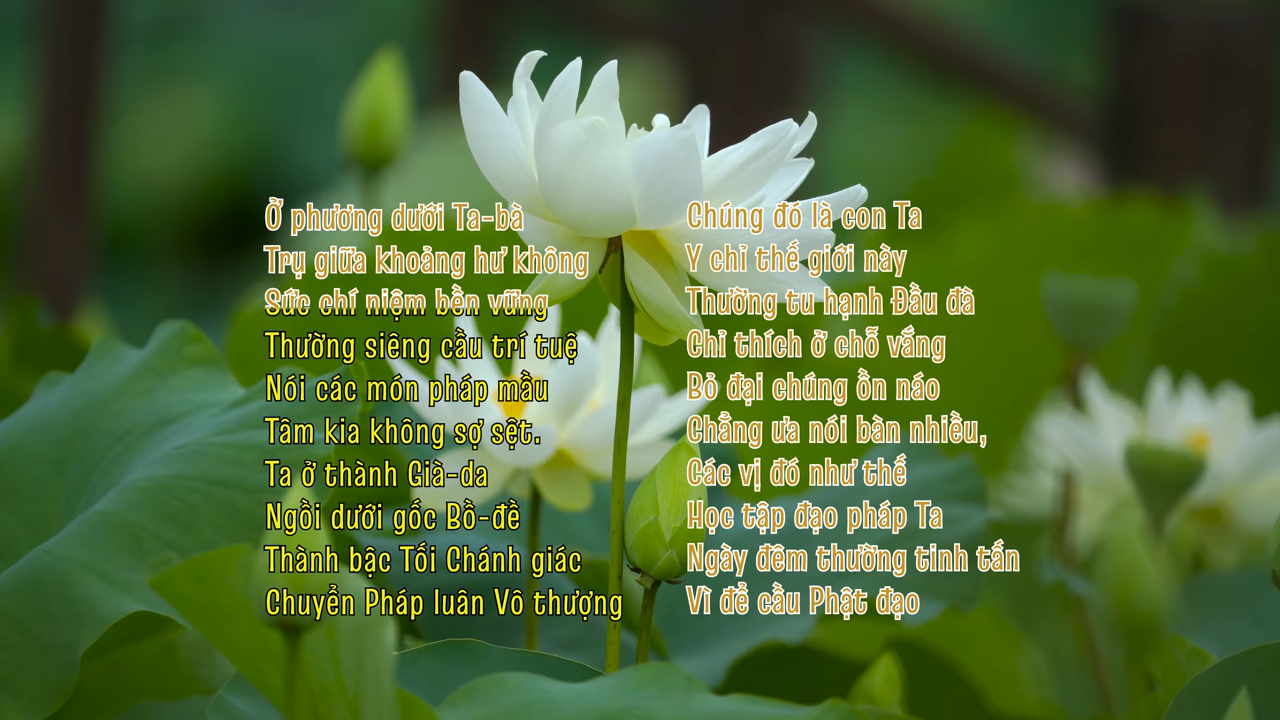 Ở phương dưới Ta-bà
Trụ giữa khoảng hư không
Sức chí niệm bền vững
Thường siêng cầu trí tuệ
Nói các món pháp mầu
Tâm kia không sợ sệt.
Ta ở thành Già-da
Ngồi dưới gốc Bồ-đề
Thành bậc Tối Chánh giác
Chuyển Pháp luân Vô thượng
Chúng đó là con Ta
Y chỉ thế giới này
Thường tu hạnh Đầu đà
Chỉ thích ở chỗ vắng
Bỏ đại chúng ồn náo
Chẳng ưa nói bàn nhiều,
Các vị đó như thế
Học tập đạo pháp Ta
Ngày đêm thường tinh tấn
Vì để cầu Phật đạo